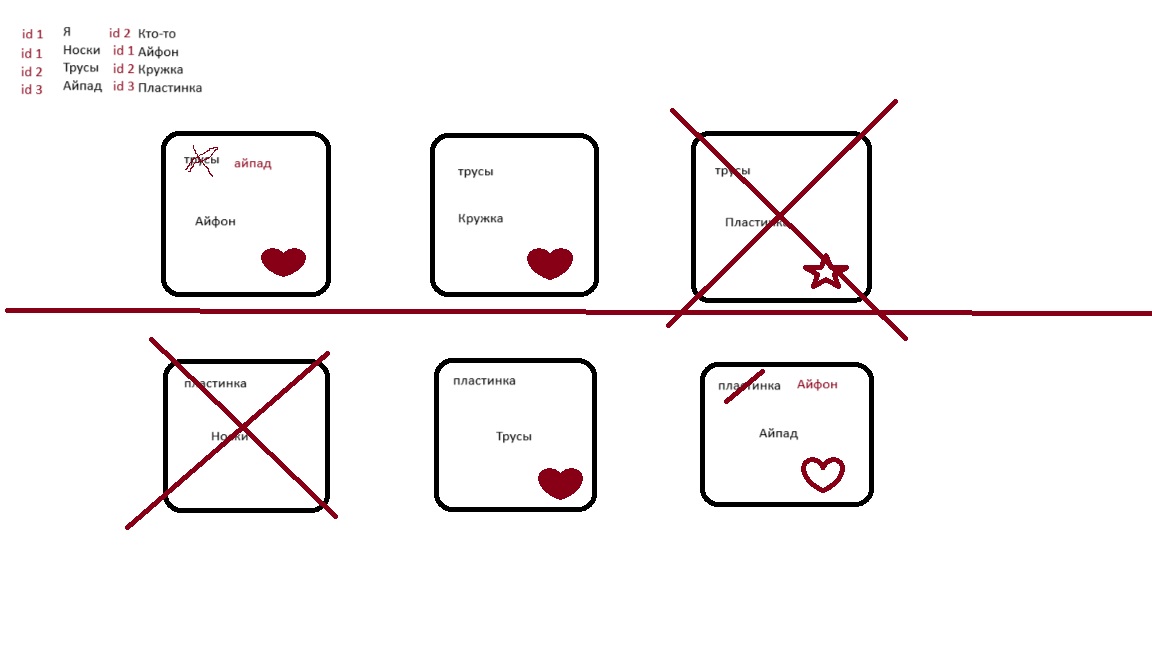 id 1 Я id 2 Кто-то
id 1 Носки id 1 Айфон
id 2 Трусы id 2 Кружка
id 3 Айпад id 3 Пластинка
трусы айпад
Айфон
трусы
Кружка
трусы
Пластинка
пластинка
Носки
пластинка
Трусы
пластинка Айфон
Айпад